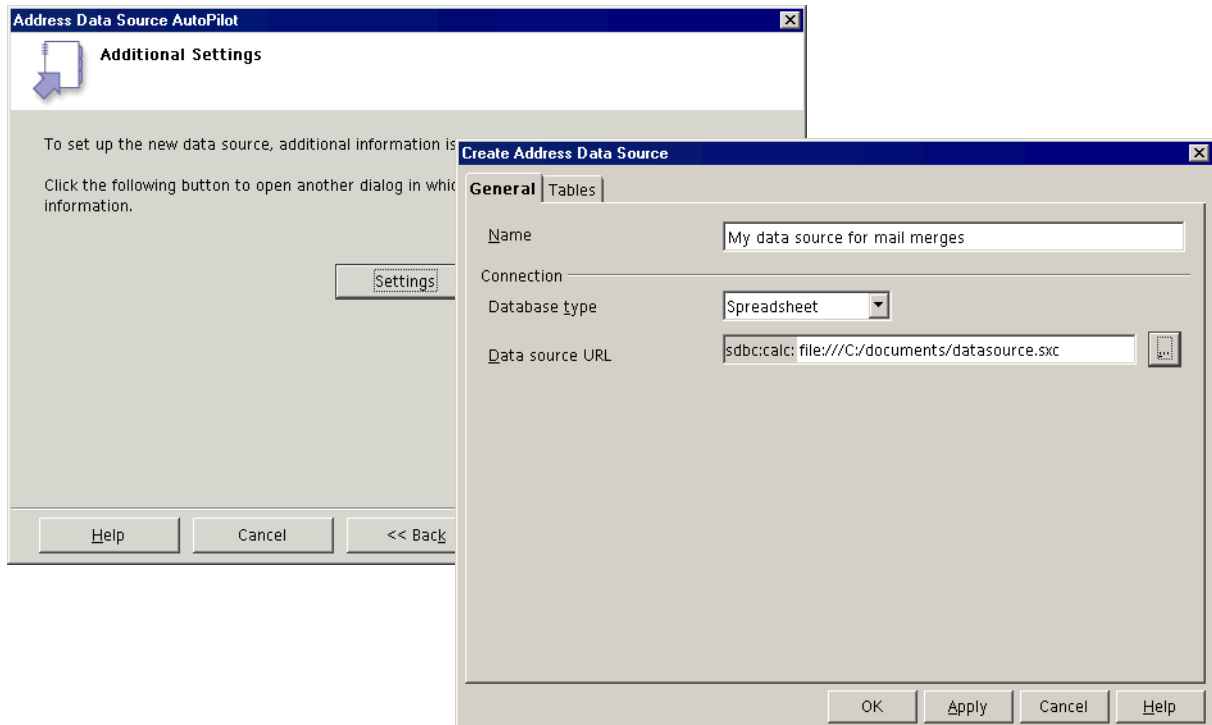 Address Data Source AutoPilot
Additional Settings
To set up the new data source, additional information is
Click the following button to open another dialog in which
information.
Settings
Help
Cancel
<< Back
Create Address Data Source
General
Tables
Name
My data source for mail merges
Connection
Database type
Spreadsheet
Data source URL
sdbc:calc: file:///C:/documents/datasource.sxc
...
OK
Apply
Cancel
Help